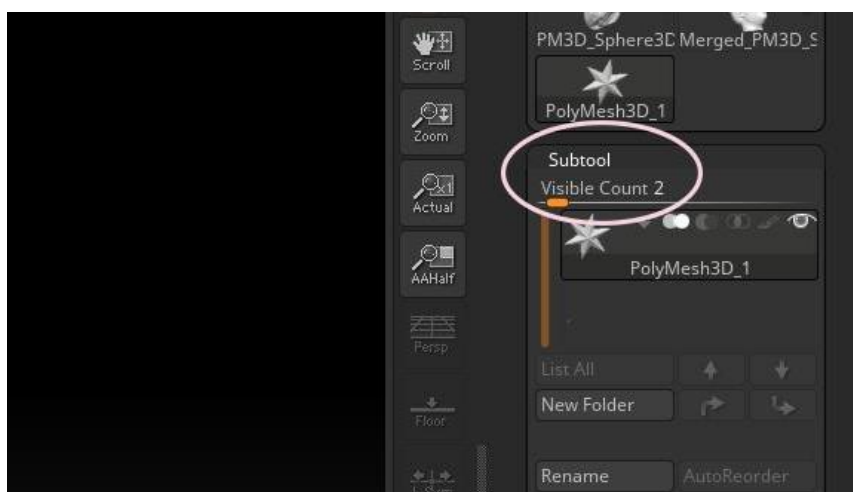 Scroll
Zoom
Actual
AAHalf
Persp
Floor
PM3D_Sphere3D Merged_PM3D_S
PolyMesh3D_1
Subtool
Visible Count 2
PolyMesh3D_1
List All
New Folder
Rename
AutoReorder